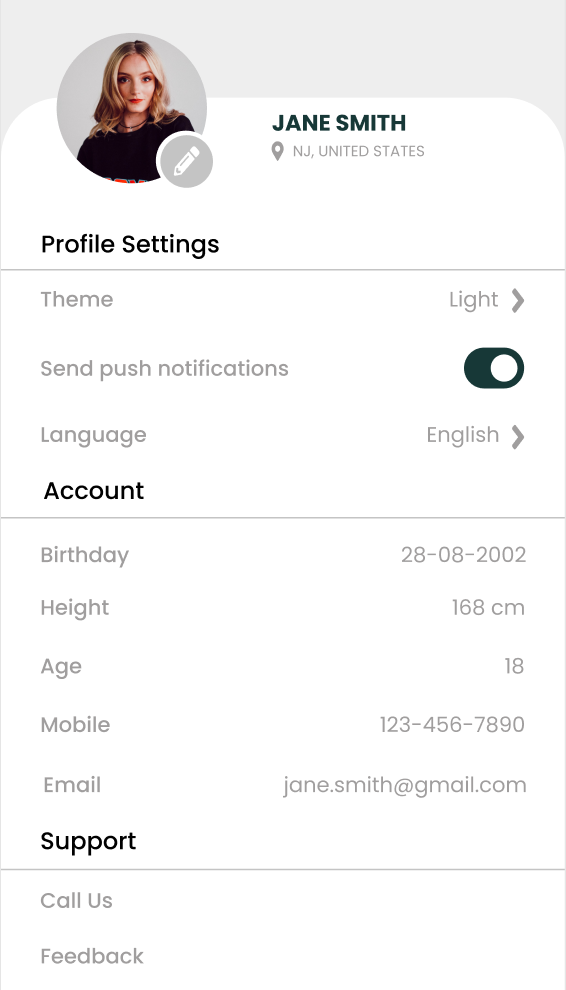 JANE SMITH
NJ, UNITED STATES
Profile Settings
Theme Light
Send push notifications
Language English
Account
Birthday 28-08-2002
Height 168 cm
Age 18
Mobile 123-456-7890
Email jane.smith@gmail.com
Support
Call Us
Feedback